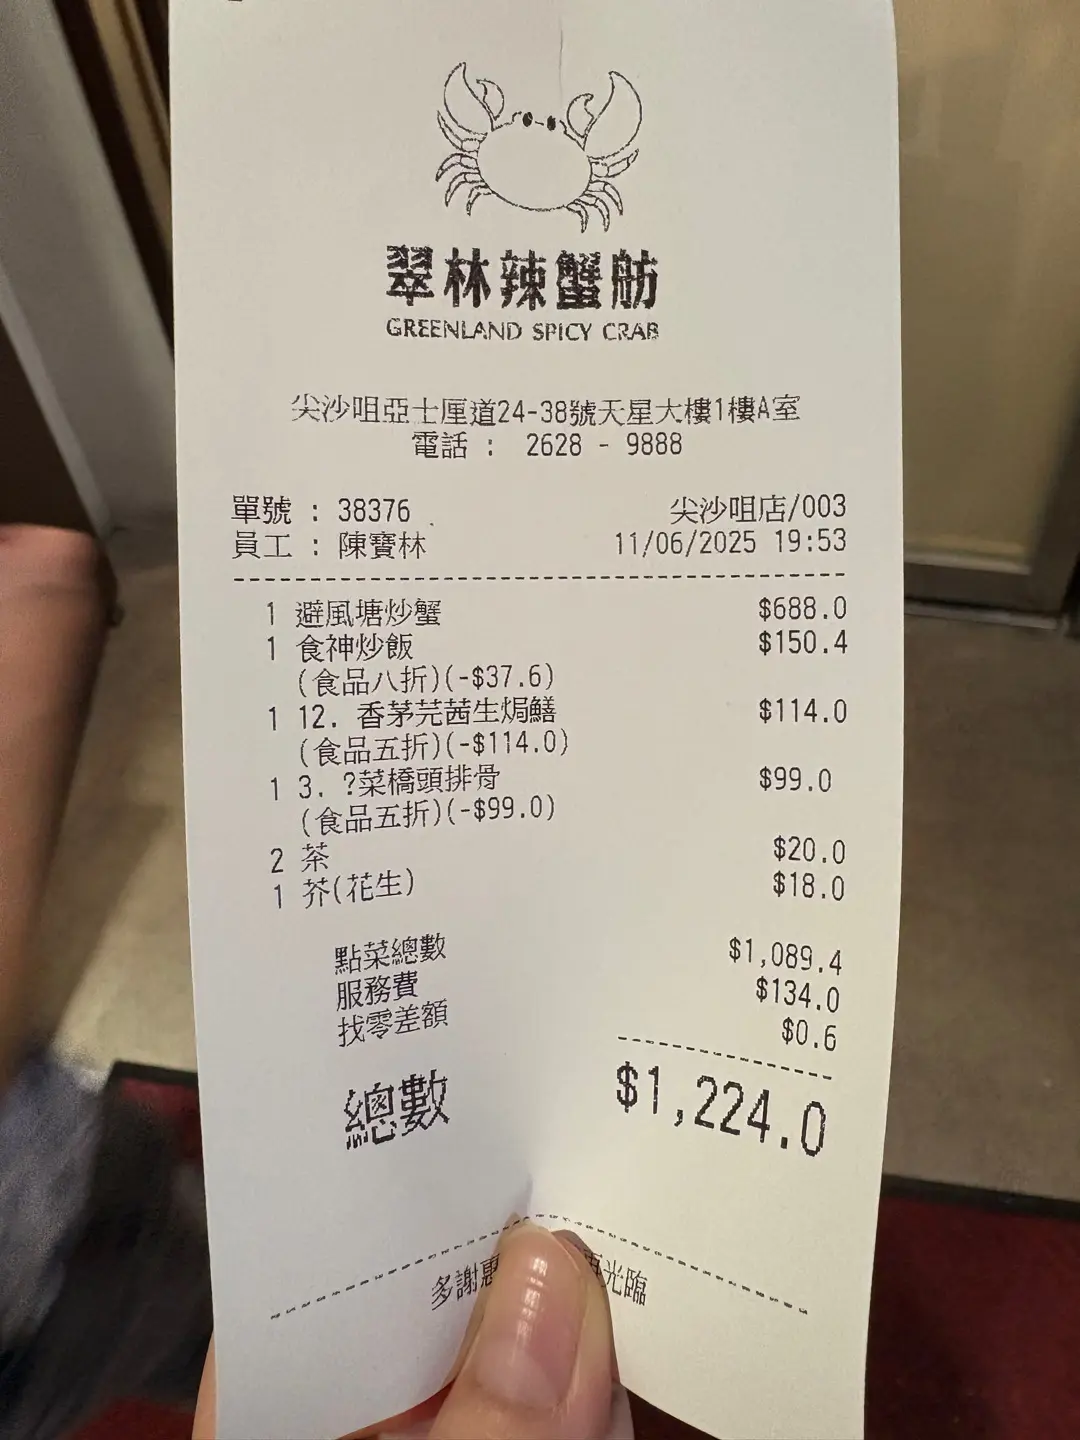 翠林辣蟹舫
GREENLAND SPICY CRAB
尖沙咀亞士厘道24-38號天星大樓1樓A室
電話 : 2628 - 9888
單號 : 38376 尖沙咀店/003
員工 : 陳寶林 11/06/2025 19:53
1 避風塘炒蟹 $688.0
1 食神炒飯 $150.4
(食品八折)(-$37.6)
1 12. 香茅芫茜生焗鱔 $114.0
(食品五折)(-$114.0)
1 3. ?菜橋頭排骨 $99.0
(食品五折)(-$99.0)
2 茶 $20.0
1 芥(花生) $18.0
點菜總數 $1,089.4
服務費 $134.0
找零差額 $0.6
總數 $1,224.0
多謝惠 再光臨